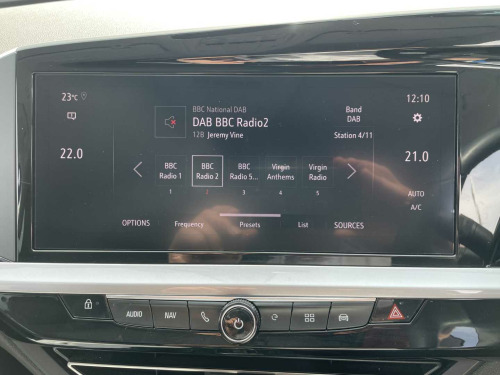 23℃
12:10
BBC National DAB
DAB BBC Radio2
12B Jeremy Vine
Band
DAB
Station 4/11
22.0
21.0
BBC Radio 1
BBC Radio 2
BBC Radio 5...
Virgin Anthems
Virgin Radio
1
3
4
5
AUTO
A/C
OPTIONS
Frequency
Presets
List
SOURCES
AUDIO
NAV